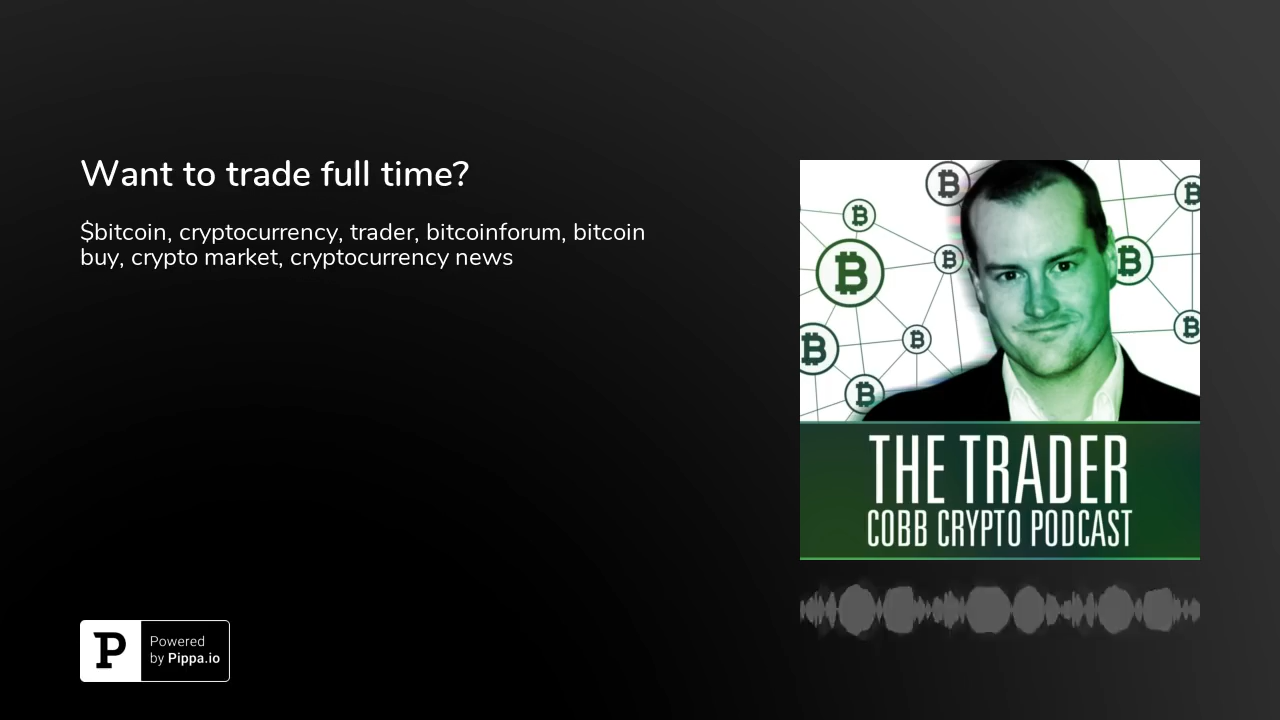 Want to trade full time?
$bitcoin, cryptocurrency, trader, bitcoinforum, bitcoin
buy, crypto market, cryptocurrency news
THE TRADER
COBB CRYPTO PODCAST
P
Powered
by Pippa.io